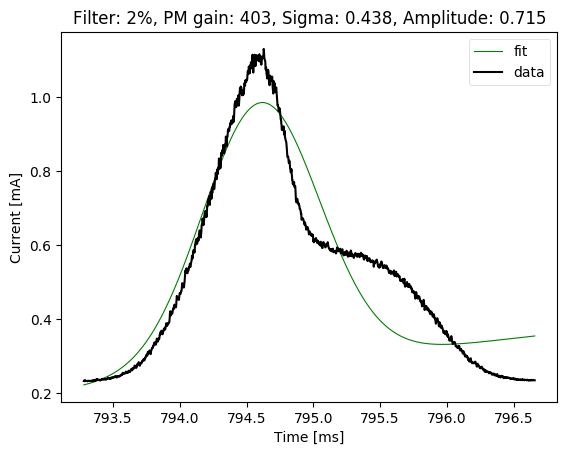 Filter: 2%, PM gain: 403, Sigma: 0.438, Amplitude: 0.715
fit
data
1.0
0.8
0.6
0.4
0.2
Current [mA]
793.5 794.0 794.5 795.0 795.5 796.0 796.5
Time [ms]